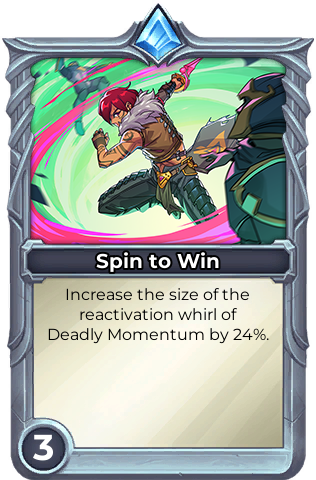 Spin to Win
Increase the size of the
reactivation whirl of
Deadly Momentum by 24%.
3